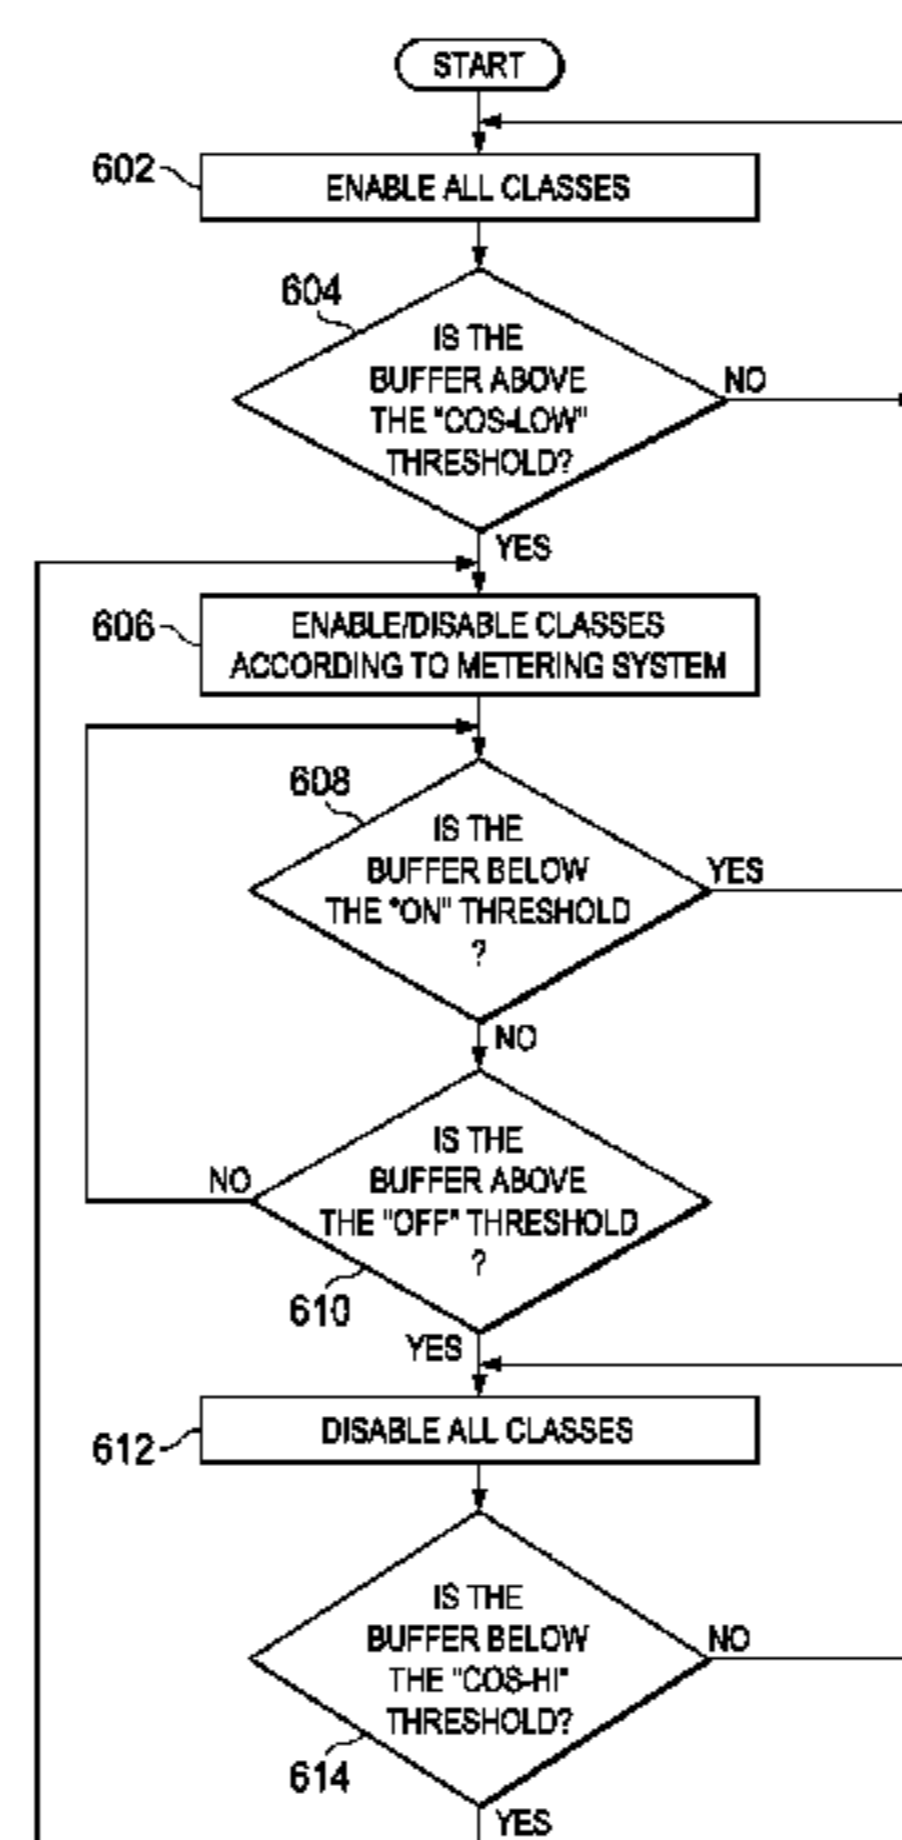 START
602
ENABLE ALL CLASSES
604
IS THE
BUFFER ABOVE
THE "COS-LOW"
THRESHOLD?
NO
YES
606
ENABLE/DISABLE CLASSES
ACCORDING TO METERING SYSTEM
608
IS THE
BUFFER BELOW
THE "ON" THRESHOLD
?
YES
NO
IS THE
BUFFER ABOVE
THE "OFF" THRESHOLD
?
NO
610
YES
612
DISABLE ALL CLASSES
IS THE
BUFFER BELOW
THE "COS-HI"
THRESHOLD?
NO
614
YES